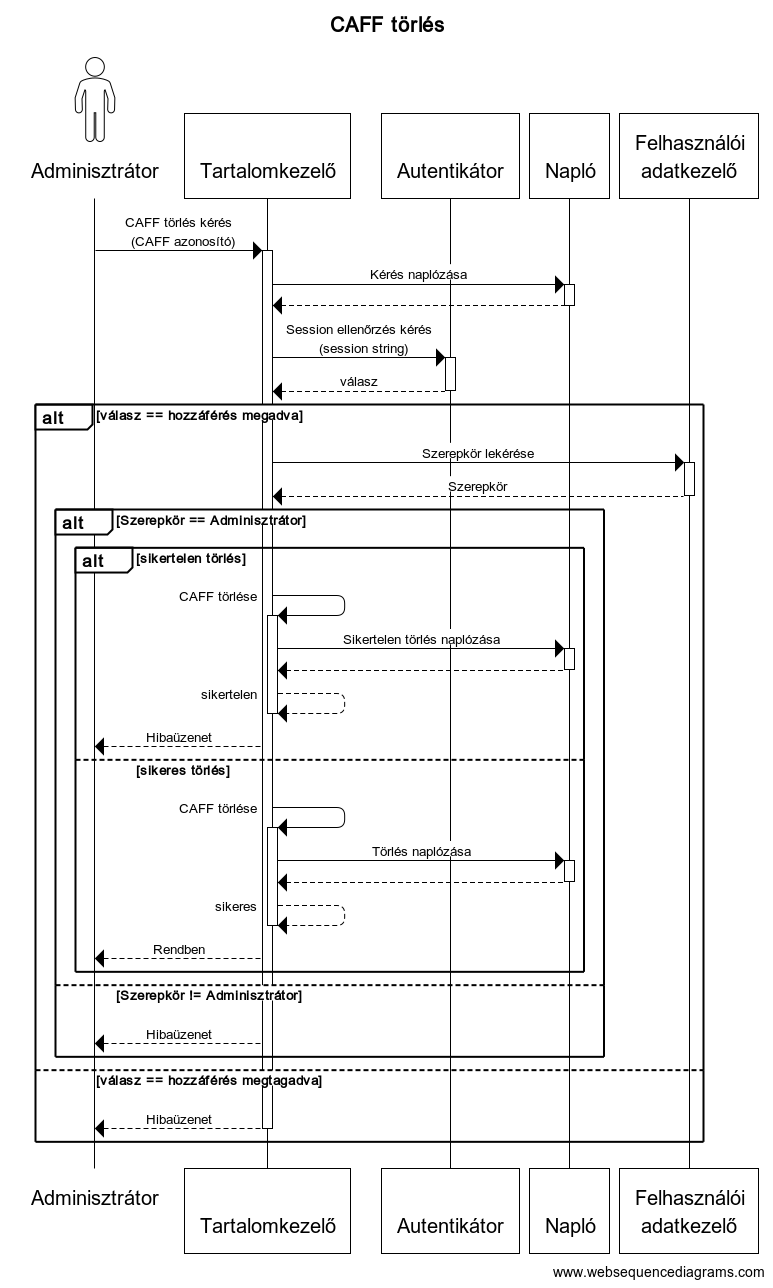 CAFF törlés
Adminisztrátor
Tartalomkezelő
Autentikátor
Napló
Felhasználói
adatkezelő
CAFF törlés kérés
(CAFF azonosító)
Kérés naplózása
Session ellenőrzés kérés
(session string)
válasz
alt
[válasz == hozzáférés megadva]
Szerepkör lekérése
Szerepkör
alt
[Szerepkör == Adminisztrátor]
alt
[sikertelen törlés]
CAFF törlése
Sikertelen törlés naplózása
sikertelen
Hibaüzenet
[sikeres törlés]
CAFF törlése
Törlés naplózása
sikeres
Rendben
[Szerepkör != Adminisztrátor]
Hibaüzenet
[válasz == hozzáférés megtagadva]
Hibaüzenet
Adminisztrátor
Tartalomkezelő
Autentikátor
Napló
Felhasználói
adatkezelő
www.websequencediagrams.com